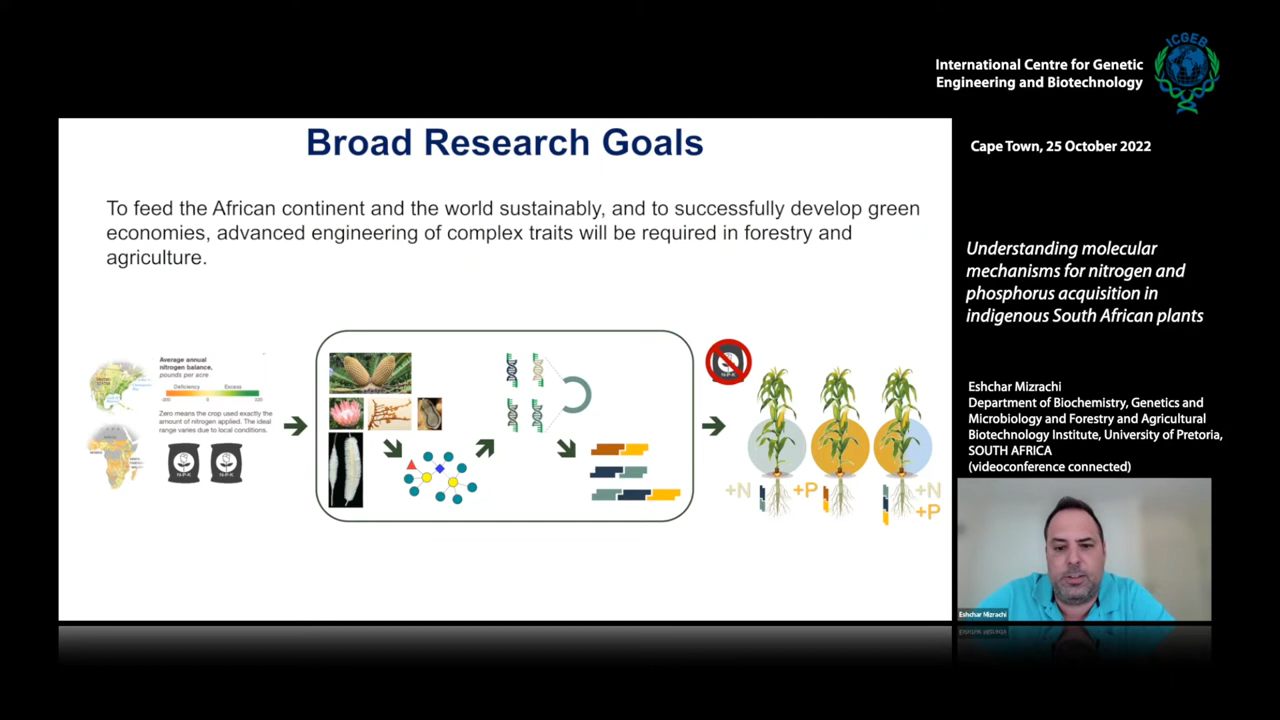 ICGEB
International Centre for Genetic
Engineering and Biotechnology
Cape Town, 25 October 2022
Broad Research Goals
To feed the African continent and the world sustainably, and to successfully develop green
economies, advanced engineering of complex traits will be required in forestry and
agriculture.
Average annual
nitrogen balance,
pounds per acre
Deficiency Excess
-200 0 220
Zero means the crop used exactly the
amount of nitrogen applied. The ideal
range varies due to local conditions.
N-P-K N-P-K
N-P-K
+N +P +N
+P
Understanding molecular
mechanisms for nitrogen and
phosphorus acquisition in
indigenous South African plants
Eshchar Mizrachi
Department of Biochemistry, Genetics and
Microbiology and Forestry and Agricultural
Biotechnology Institute, University of Pretoria,
SOUTH AFRICA
(videoconference connected)
Eshchar Mizrachi